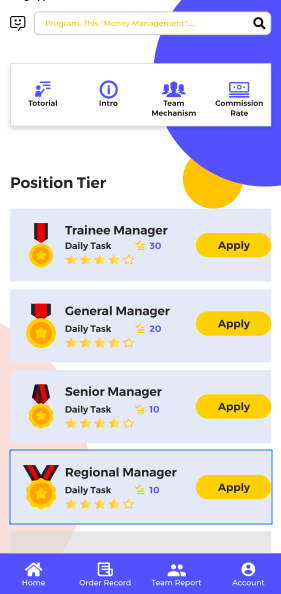 Program, This "Money Management"....
Totorial
Intro
Team
Mechanism
Commission
Rate
Position Tier
Trainee Manager
Daily Task 30
Apply
General Manager
Daily Task 20
Apply
Senior Manager
Daily Task 10
Apply
Regional Manager
Daily Task 10
Apply
Home
Order Record
Team Report
Account